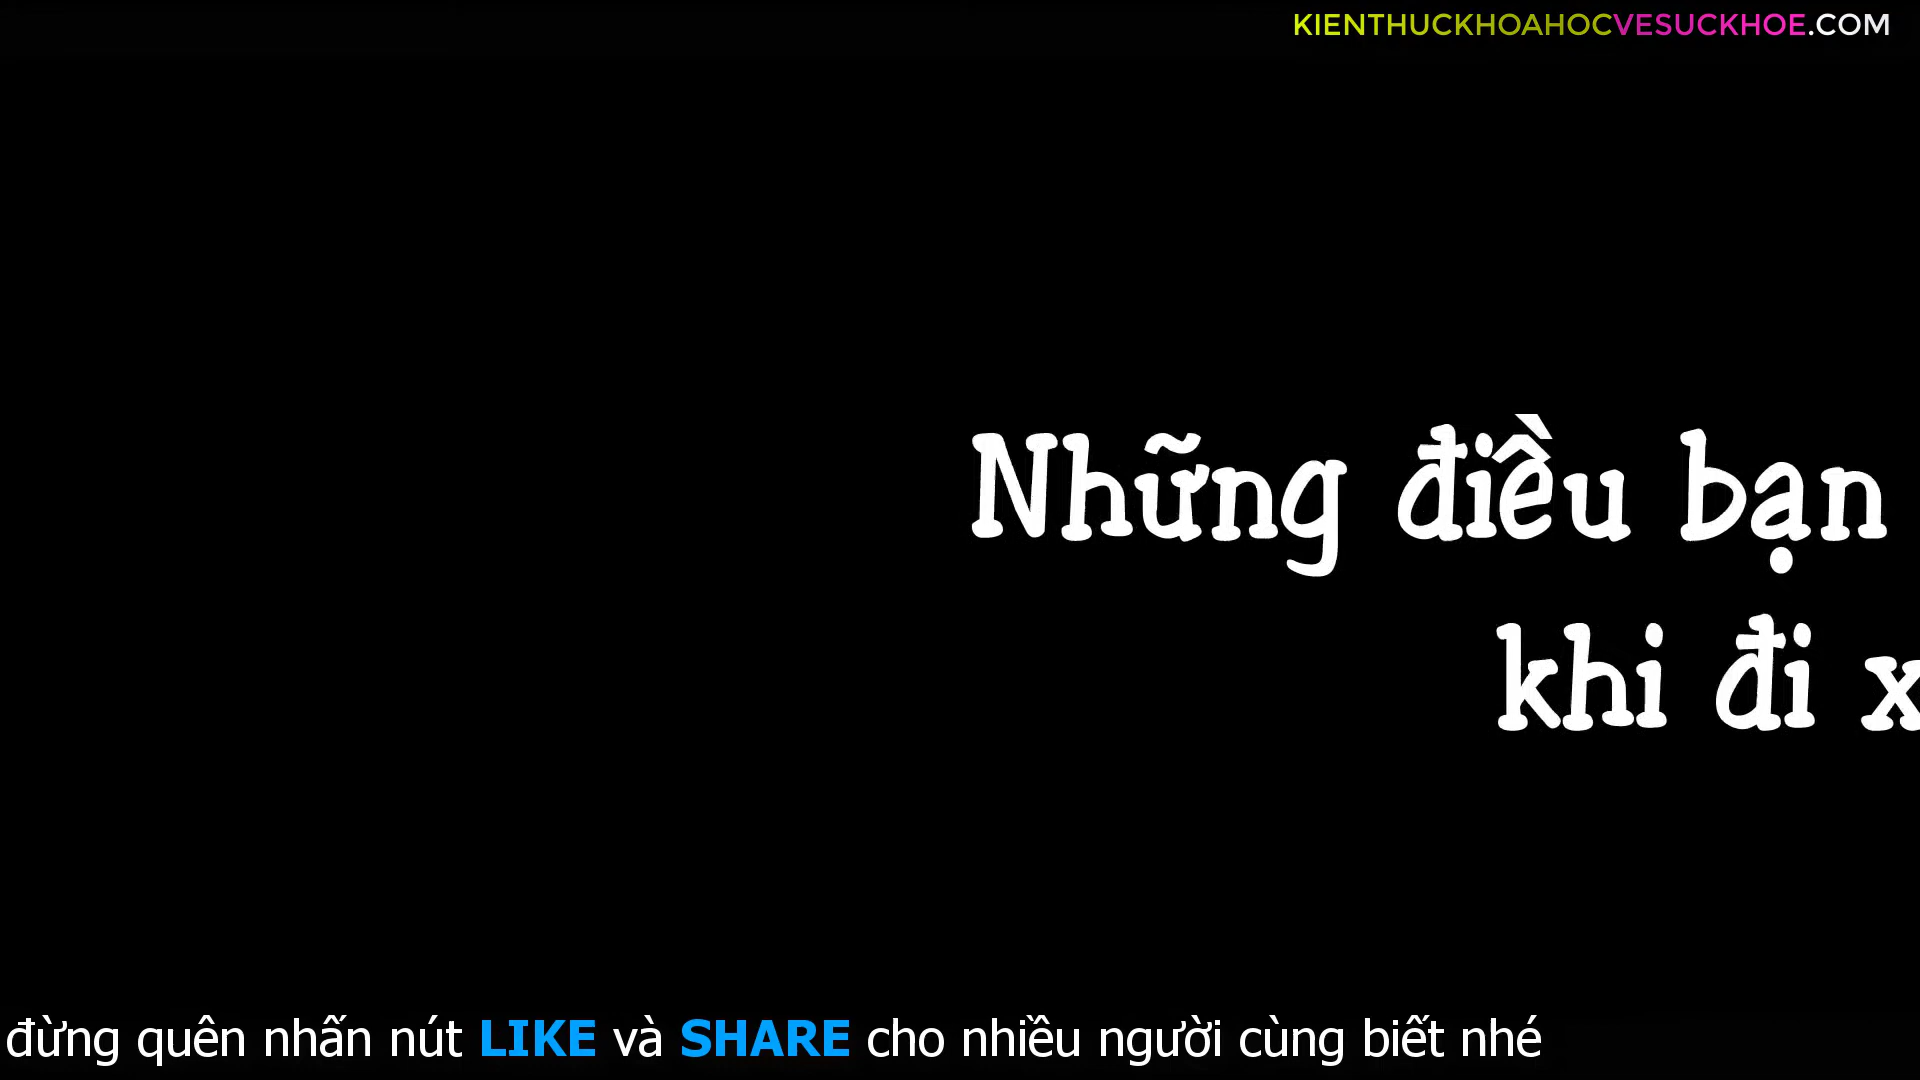 KIENTHUCKHOAHOCVESUCKHOE.COM
Những điều bạn
khi đi
đừng quên nhấn nút LIKE và SHARE cho nhiều người cùng biết nhé